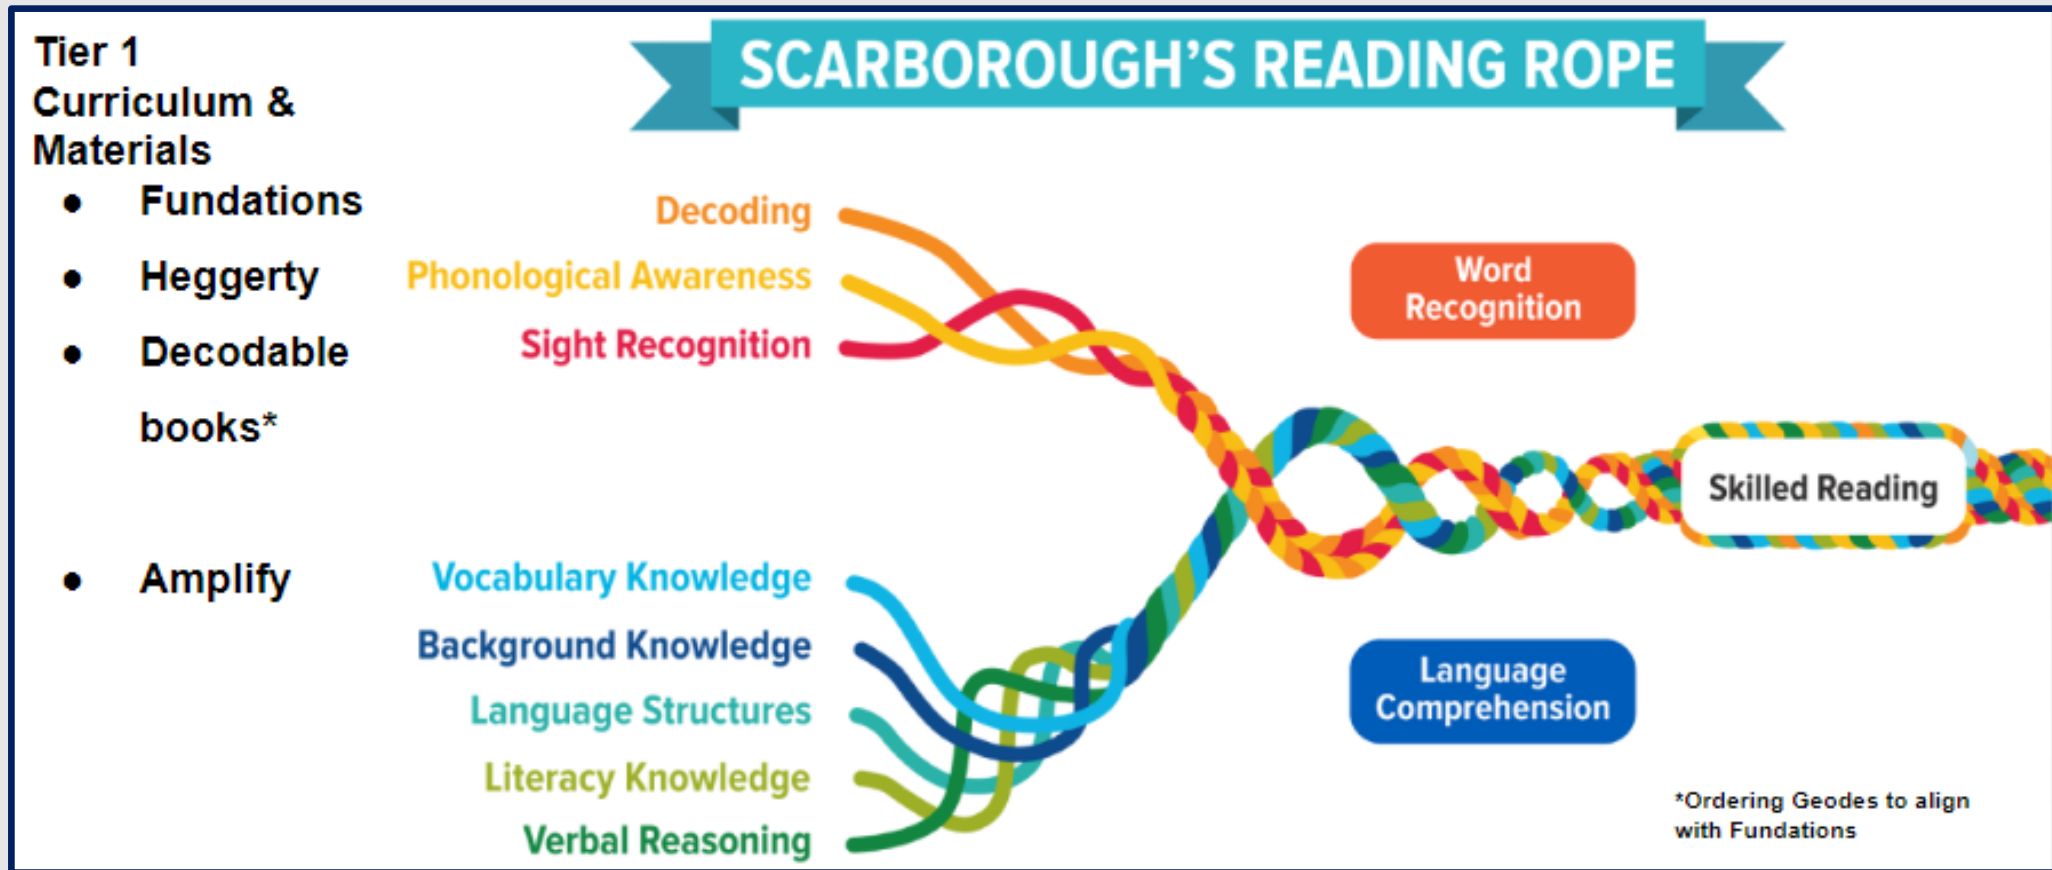 SCARBOROUGH'S READING ROPE
Tier 1
Curriculum &
Materials
● Fundations
● Heggerty
● Decodable
books*
● Amplify
Decoding
Phonological Awareness
Sight Recognition
Vocabulary Knowledge
Background Knowledge
Language Structures
Literacy Knowledge
Verbal Reasoning
Word
Recognition
Skilled Reading
Language
Comprehension
*Ordering Geodes to align
with Fundations